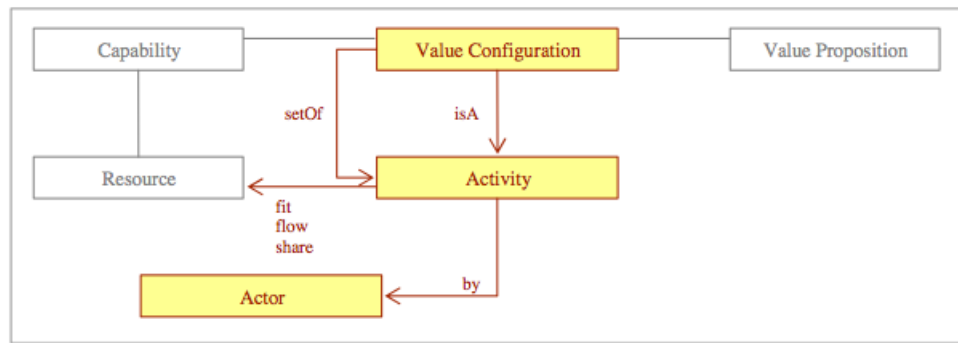 Capability
Value Configuration
Value Proposition
setOf
isA
Resource
Activity
fit
flow
share
Actor
by